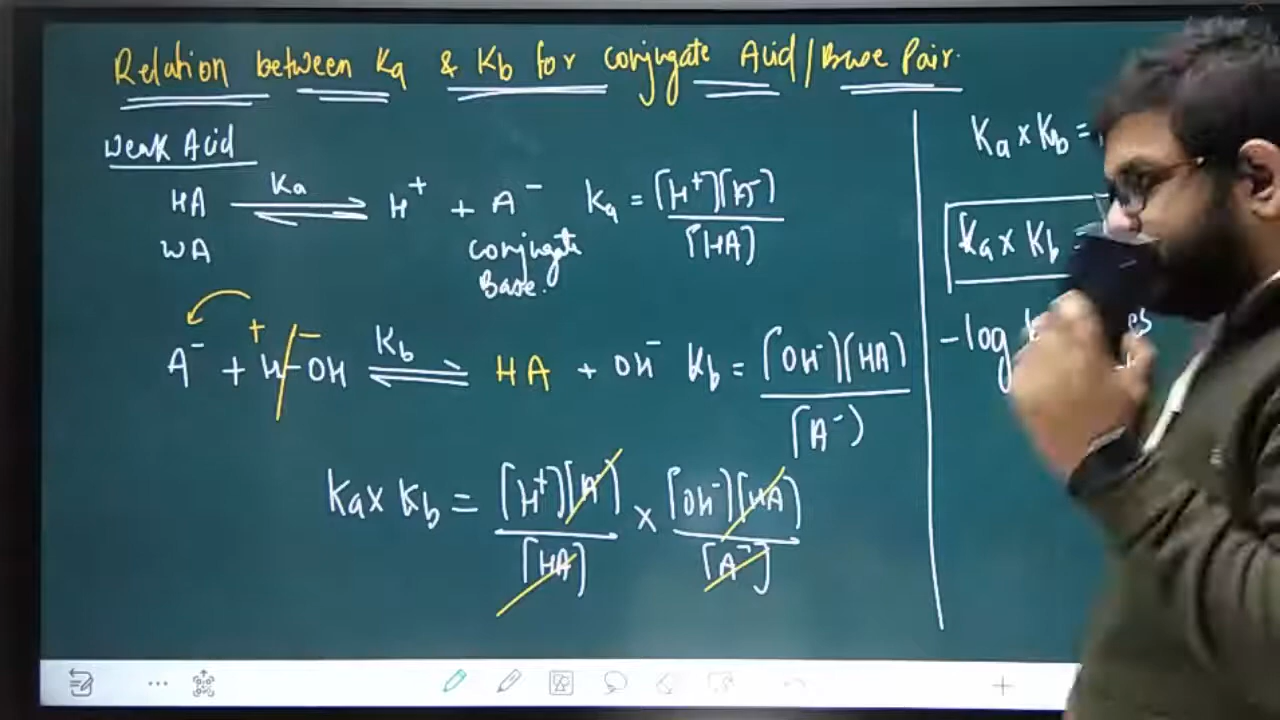 Relation between Ka & Kb for conjugate Acid/Base Pair.
Weak Acid
HA ⇌ H⁺ + A⁻ Ka = [H⁺][A⁻]/[HA]
Ka
WA
conjugate
Base.
A⁻ + H-OH ⇌ HA + OH⁻ Kb = [OH⁻][HA]/[A⁻]
+ −
Kb
Ka x Kb = [H⁺][A⁻]/[HA] x [OH⁻][HA]/[A⁻]
Ka x Kb =
Ka x Kb =
-log